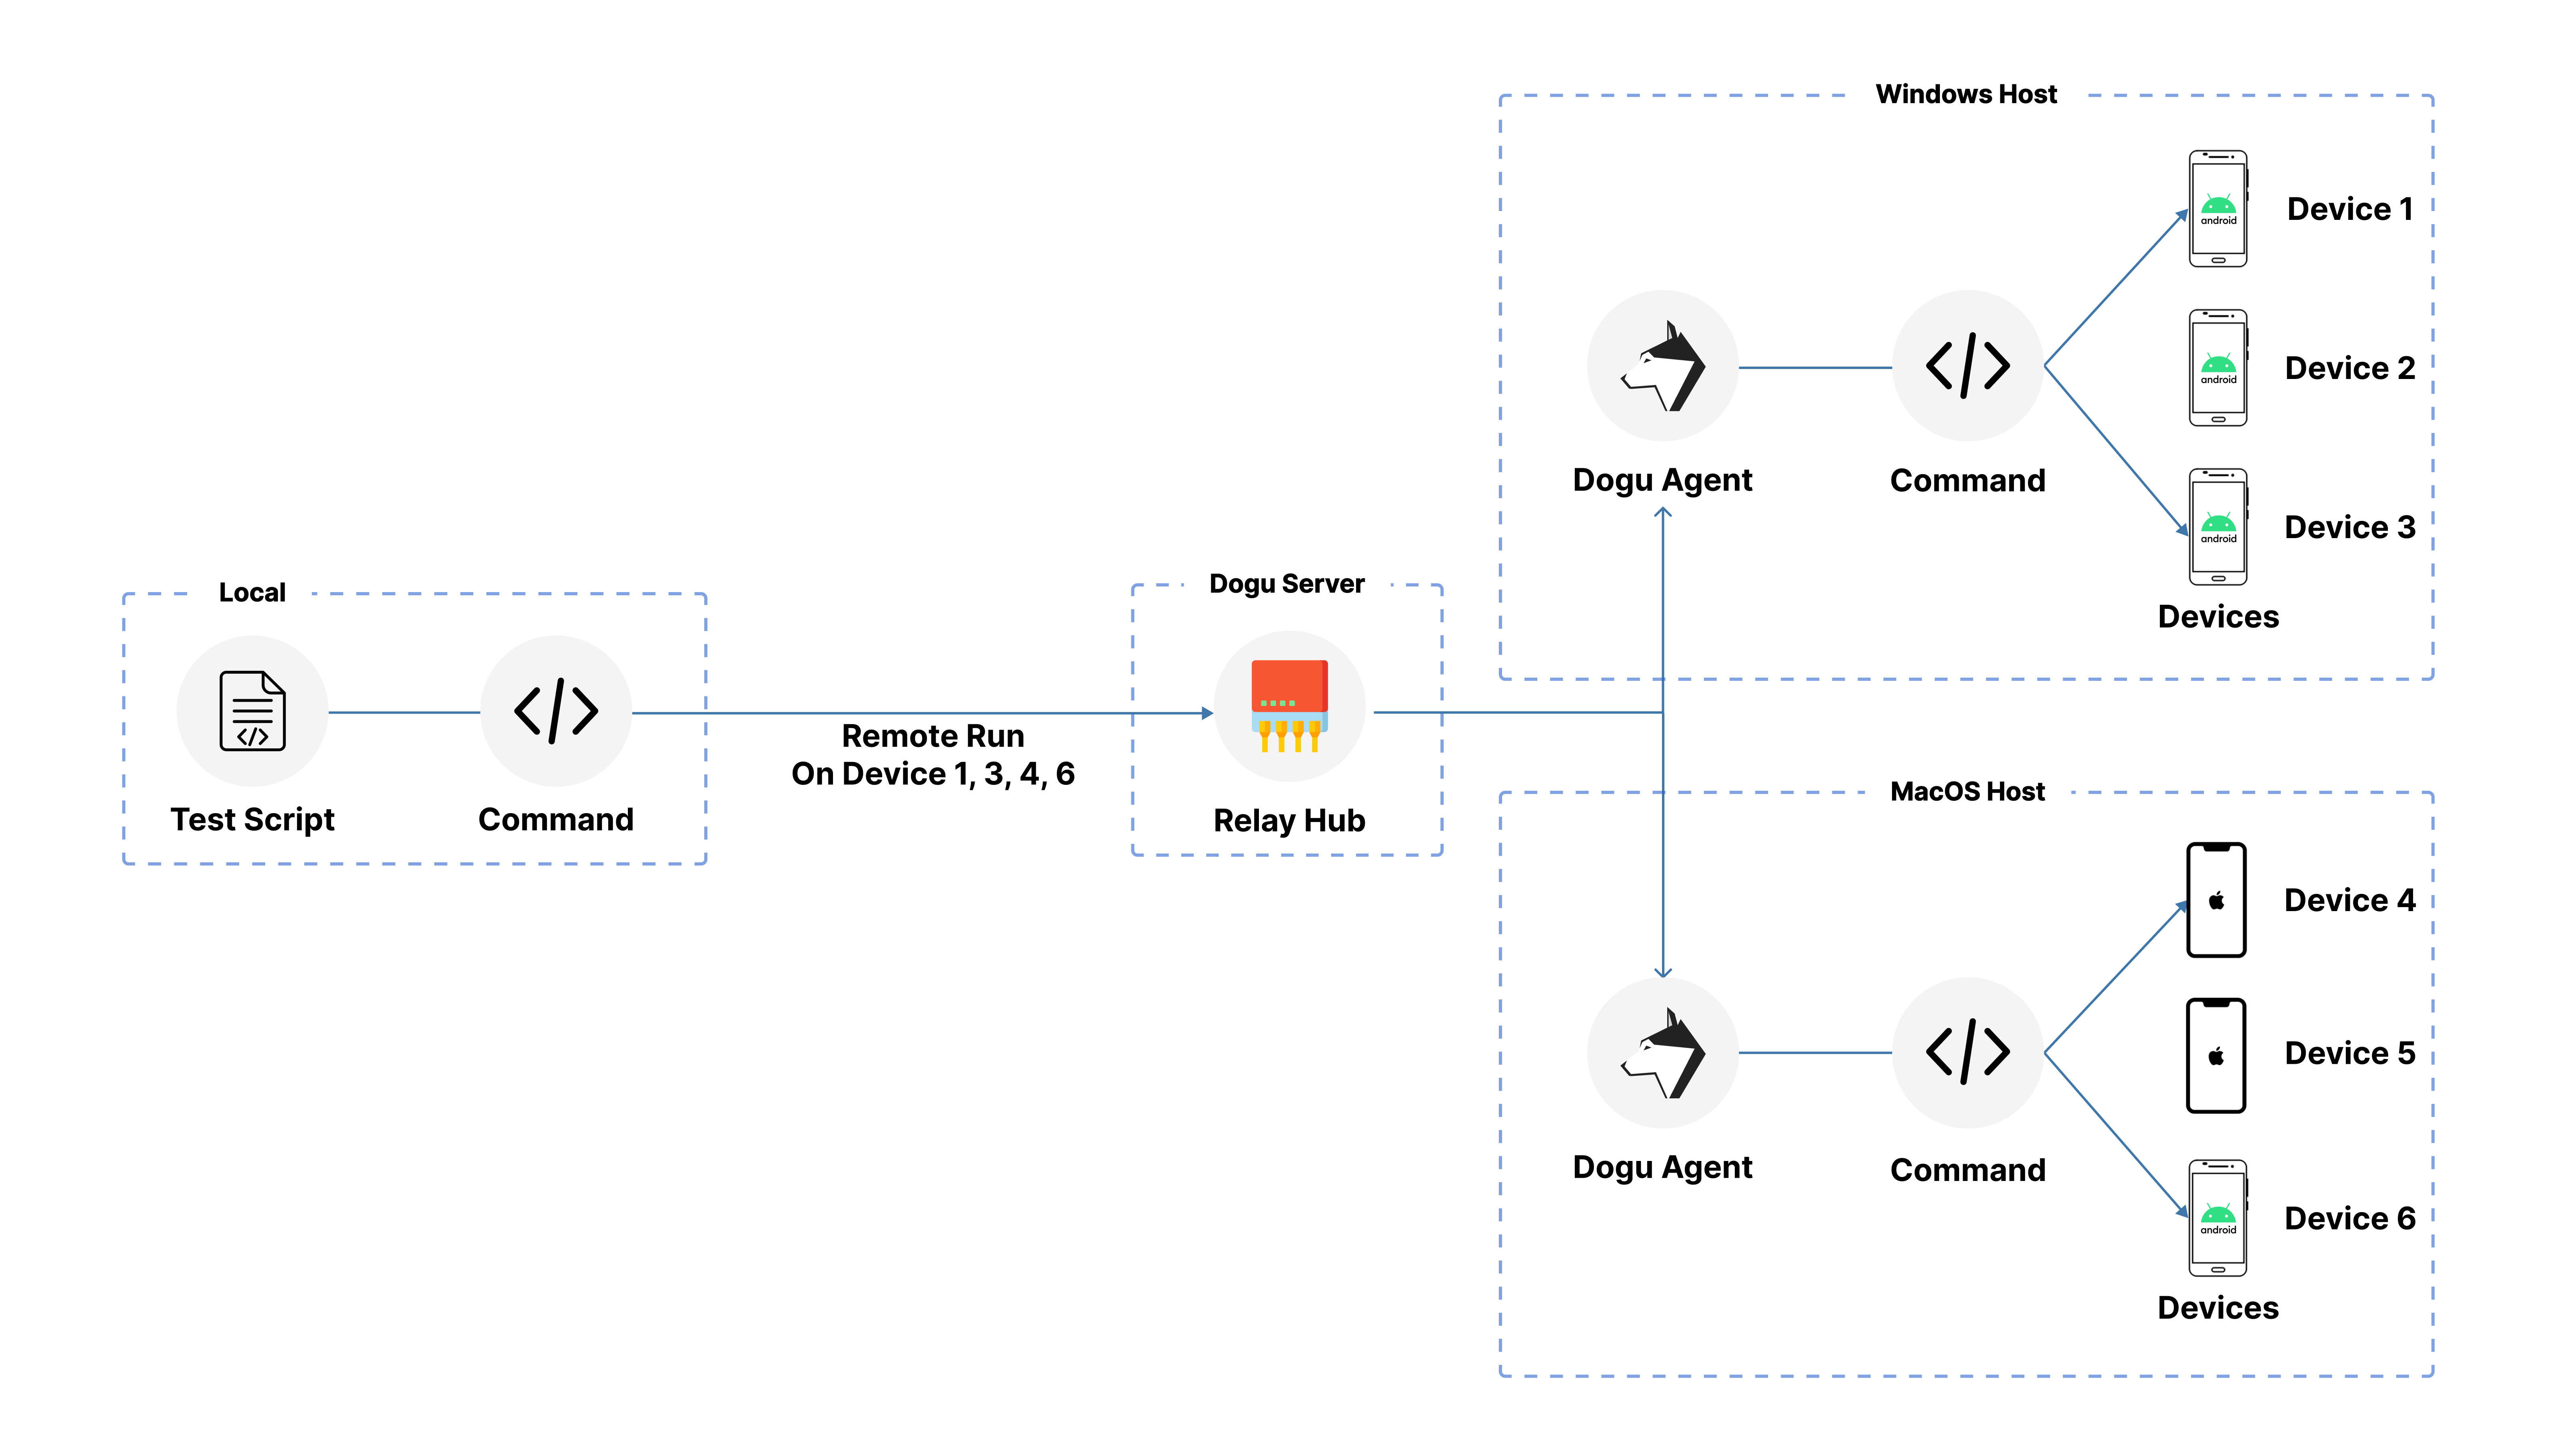 Local
Test Script
Command
Remote Run
On Device 1, 3, 4, 6
Dogu Server
Relay Hub
Windows Host
Dogu Agent
Command
android
Device 1
android
Device 2
android
Device 3
Devices
MacOS Host
Dogu Agent
Command
Device 4
Device 5
android
Device 6
Devices